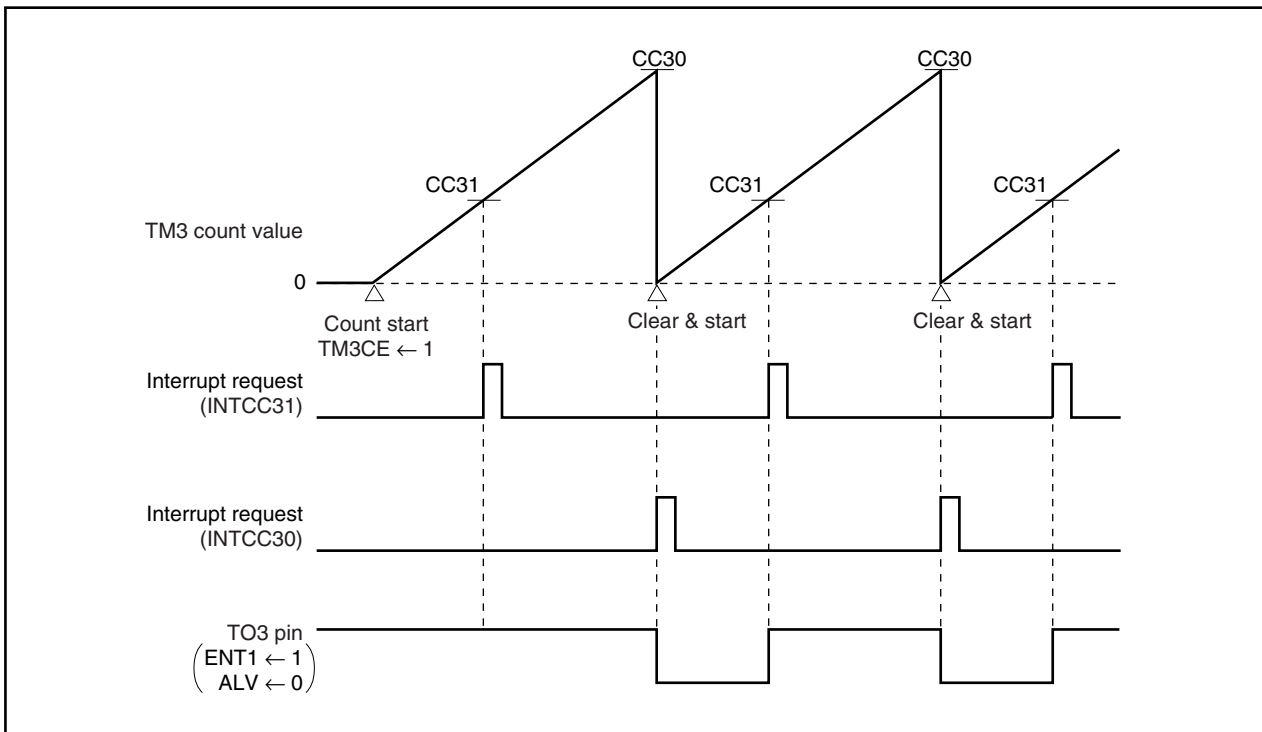 CC30
CC30
CC31
CC31
CC31
TM3 count value
0
Count start
TM3CE ← 1
Clear & start
Clear & start
Interrupt request
(INTCC31)
Interrupt request
(INTCC30)
TO3 pin
(ENT1 ← 1
ALV ← 0)